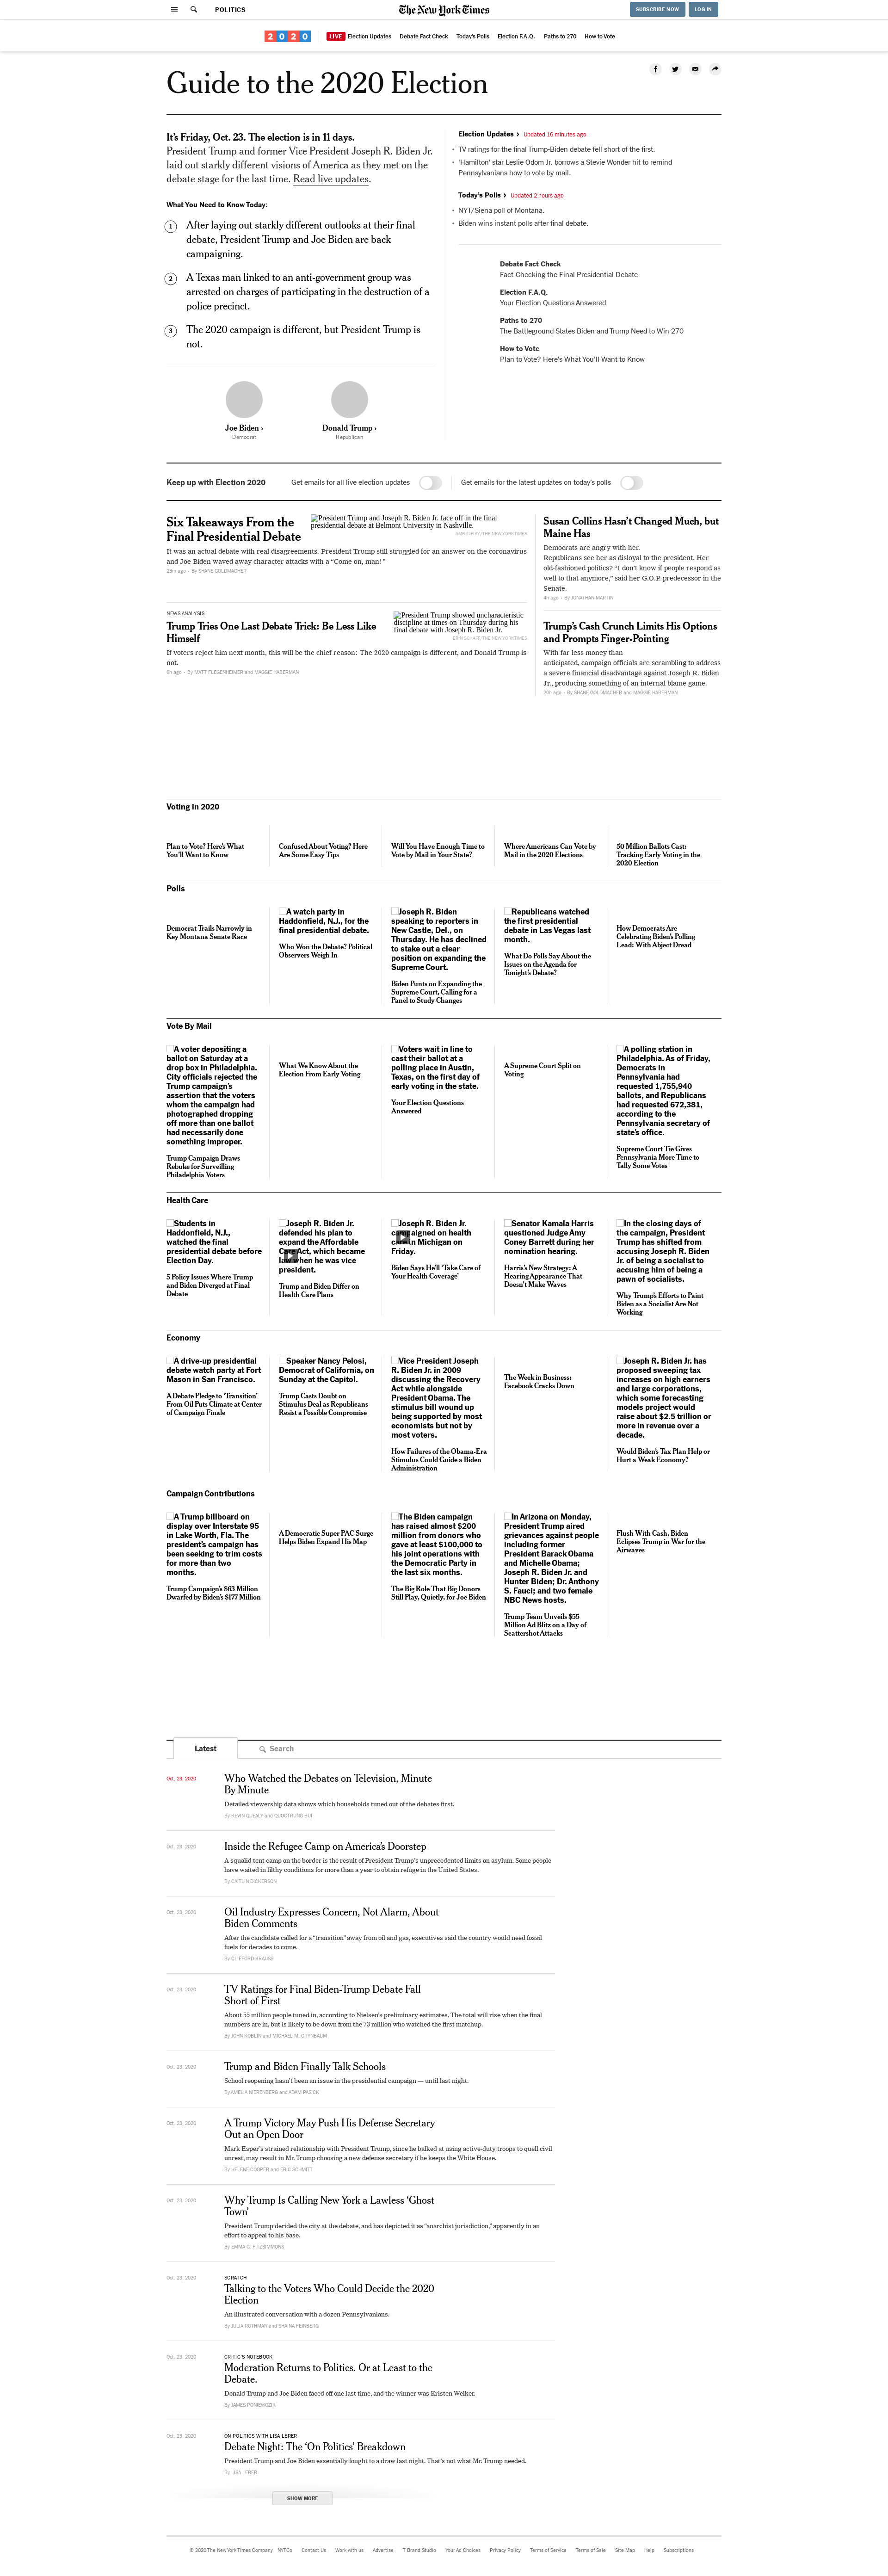 POLITICS
The New York Times
SUBSCRIBE NOW
LOG IN
2020
LIVE Election Updates
Debate Fact Check
Today's Polls
Election F.A.Q.
Paths to 270
How to Vote
Guide to the 2020 Election
It's Friday, Oct. 23. The election is in 11 days.
President Trump and former Vice President Joseph R. Biden Jr.
laid out starkly different visions of America as they met on the
debate stage for the last time. Read live updates.
What You Need to Know Today:
1 After laying out starkly different outlooks at their final
debate, President Trump and Joe Biden are back
campaigning.
2 A Texas man linked to an anti-government group was
arrested on charges of participating in the destruction of a
police precinct.
3 The 2020 campaign is different, but President Trump is
not.
Joe Biden ›
Democrat
Donald Trump ›
Republican
Election Updates › Updated 16 minutes ago
• TV ratings for the final Trump-Biden debate fell short of the first.
• 'Hamilton' star Leslie Odom Jr. borrows a Stevie Wonder hit to remind
Pennsylvanians how to vote by mail.
Today's Polls › Updated 2 hours ago
• NYT/Siena poll of Montana.
• Biden wins instant polls after final debate.
Debate Fact Check
Fact-Checking the Final Presidential Debate
Election F.A.Q.
Your Election Questions Answered
Paths to 270
The Battleground States Biden and Trump Need to Win 270
How to Vote
Plan to Vote? Here's What You'll Want to Know
Keep up with Election 2020
Get emails for all live election updates
Get emails for the latest updates on today's polls
Six Takeaways From the
Final Presidential Debate
President Trump and Joseph R. Biden Jr. face off in the final
presidential debate at Belmont University in Nashville.
It was an actual debate with real disagreements. President Trump still struggled for an answer on the coronavirus
and Joe Biden waved away character attacks with a "Come on, man!"
23m ago • By SHANE GOLDMACHER
NEWS ANALYSIS
Trump Tries One Last Debate Trick: Be Less Like
Himself
President Trump showed uncharacteristic
discipline at times on Thursday during his
final debate with Joseph R. Biden Jr.
If voters reject him next month, this will be the chief reason: The 2020 campaign is different, and Donald Trump is
not.
6h ago • By MATT FLEGENHEIMER and MAGGIE HABERMAN
Susan Collins Hasn't Changed Much, but
Maine Has
Democrats are angry with her.
Republicans see her as disloyal to the president. Her
old-fashioned politics? "I don't know if people respond as
well to that anymore," said her G.O.P. predecessor in the
Senate.
4h ago • By JONATHAN MARTIN
Trump's Cash Crunch Limits His Options
and Prompts Finger-Pointing
With far less money than
anticipated, campaign officials are scrambling to address
a severe financial disadvantage against Joseph R. Biden
Jr., producing something of an internal blame game.
20h ago • By SHANE GOLDMACHER and MAGGIE HABERMAN
Voting in 2020
Plan to Vote? Here's What
You'll Want to Know
Confused About Voting? Here
Are Some Easy Tips
Will You Have Enough Time to
Vote by Mail in Your State?
Where Americans Can Vote by
Mail in the 2020 Elections
50 Million Ballots Cast:
Tracking Early Voting in the
2020 Election
Polls
Democrat Trails Narrowly in
Key Montana Senate Race
A watch party in
Haddonfield, N.J., for the
final presidential debate.
Who Won the Debate? Political
Observers Weigh In
Joseph R. Biden
speaking to reporters in
New Castle, Del., on
Thursday. He has declined
to stake out a clear
position on expanding the
Supreme Court.
Biden Punts on Expanding the
Supreme Court, Calling for a
Panel to Study Changes
Republicans watched
the first presidential
debate in Las Vegas last
month.
What Do Polls Say About the
Issues on the Agenda for
Tonight's Debate?
How Democrats Are
Celebrating Biden's Polling
Lead: With Abject Dread
Vote By Mail
A voter depositing a
ballot on Saturday at a
drop box in Philadelphia.
City officials rejected the
Trump campaign's
assertion that the voters
whom the campaign had
photographed dropping
off more than one ballot
had necessarily done
something improper.
Trump Campaign Draws
Rebuke for Surveilling
Philadelphia Voters
What We Know About the
Election From Early Voting
Voters wait in line to
cast their ballot at a
polling place in Austin,
Texas, on the first day of
early voting in the state.
Your Election Questions
Answered
A Supreme Court Split on
Voting
A polling station in
Philadelphia. As of Friday,
Democrats in
Pennsylvania had
requested 1,755,940
ballots, and Republicans
had requested 672,381,
according to the
Pennsylvania secretary of
state's office.
Supreme Court Tie Gives
Pennsylvania More Time to
Tally Some Votes
Health Care
Students in
Haddonfield, N.J.,
watched the final
presidential debate before
Election Day.
5 Policy Issues Where Trump
and Biden Diverged at Final
Debate
Joseph R. Biden Jr.
defended his plan to
expand the Affordable
Act, which became
when he was vice
president.
Trump and Biden Differ on
Health Care Plans
Joseph R. Biden Jr.
on health
Michigan on
Friday.
Biden Says He'll 'Take Care of
Your Health Coverage'
Senator Kamala Harris
questioned Judge Amy
Coney Barrett during her
nomination hearing.
Harris's New Strategy: A
Hearing Appearance That
Doesn't Make Waves
In the closing days of
the campaign, President
Trump has shifted from
accusing Joseph R. Biden
Jr. of being a socialist to
accusing him of being a
pawn of socialists.
Why Trump's Efforts to Paint
Biden as a Socialist Are Not
Working
Economy
A drive-up presidential
debate watch party at Fort
Mason in San Francisco.
A Debate Pledge to 'Transition'
From Oil Puts Climate at Center
of Campaign Finale
Speaker Nancy Pelosi,
Democrat of California, on
Sunday at the Capitol.
Trump Casts Doubt on
Stimulus Deal as Republicans
Resist a Possible Compromise
Vice President Joseph
R. Biden Jr. in 2009
discussing the Recovery
Act while alongside
President Obama. The
stimulus bill wound up
being supported by most
economists but not by
most voters.
How Failures of the Obama-Era
Stimulus Could Guide a Biden
Administration
The Week in Business:
Facebook Cracks Down
Joseph R. Biden Jr. has
proposed sweeping tax
increases on high earners
and large corporations,
which some forecasting
models project would
raise about $2.5 trillion or
more in revenue over a
decade.
Would Biden's Tax Plan Help or
Hurt a Weak Economy?
Campaign Contributions
A Trump billboard on
display over Interstate 95
in Lake Worth, Fla. The
president's campaign has
been seeking to trim costs
for more than two
months.
Trump Campaign's $63 Million
Dwarfed by Biden's $177 Million
A Democratic Super PAC Surge
Helps Biden Expand His Map
The Biden campaign
has raised almost $200
million from donors who
gave at least $100,000 to
his joint operations with
the Democratic Party in
the last six months.
The Big Role That Big Donors
Still Play, Quietly, for Joe Biden
In Arizona on Monday,
President Trump aired
grievances against people
including former
President Barack Obama
and Michelle Obama;
Joseph R. Biden Jr. and
Hunter Biden; Dr. Anthony
S. Fauci; and two female
NBC News hosts.
Trump Team Unveils $55
Million Ad Blitz on a Day of
Scattershot Attacks
Flush With Cash, Biden
Eclipses Trump in War for the
Airwaves
Latest
Search
Oct. 23, 2020
Who Watched the Debates on Television, Minute
By Minute
Detailed viewership data shows which households tuned out of the debates first.
By KEVIN QUEALY and QUOCTRUNG BUI
Oct. 23, 2020
Inside the Refugee Camp on America's Doorstep
A squalid tent camp on the border is the result of President Trump's unprecedented limits on asylum. Some people
have waited in filthy conditions for more than a year to obtain refuge in the United States.
By CAITLIN DICKERSON
Oct. 23, 2020
Oil Industry Expresses Concern, Not Alarm, About
Biden Comments
After the candidate called for a "transition" away from oil and gas, executives said the country would need fossil
fuels for decades to come.
By CLIFFORD KRAUSS
Oct. 23, 2020
TV Ratings for Final Biden-Trump Debate Fall
Short of First
About 55 million people tuned in, according to Nielsen's preliminary estimates. The total will rise when the final
numbers are in, but is likely to be down from the 73 million who watched the first matchup.
By JOHN KOBLIN and MICHAEL M. GRYNBAUM
Oct. 23, 2020
Trump and Biden Finally Talk Schools
School reopening hasn't been an issue in the presidential campaign — until last night.
By AMELIA NIERENBERG and ADAM PASICK
Oct. 23, 2020
A Trump Victory May Push His Defense Secretary
Out an Open Door
Mark Esper's strained relationship with President Trump, since he balked at using active-duty troops to quell civil
unrest, may result in Mr. Trump choosing a new defense secretary if he keeps the White House.
By HELENE COOPER and ERIC SCHMITT
Oct. 23, 2020
Why Trump Is Calling New York a Lawless 'Ghost
Town'
President Trump derided the city at the debate, and has depicted it as "anarchist jurisdiction," apparently in an
effort to appeal to his base.
By EMMA G. FITZSIMMONS
Oct. 23, 2020
SCRATCH
Talking to the Voters Who Could Decide the 2020
Election
An illustrated conversation with a dozen Pennsylvanians.
By JULIA ROTHMAN and SHAINA FEINBERG
Oct. 23, 2020
CRITIC'S NOTEBOOK
Moderation Returns to Politics. Or at Least to the
Debate.
Donald Trump and Joe Biden faced off one last time, and the winner was Kristen Welker.
By JAMES PONIEWOZIK
Oct. 23, 2020
ON POLITICS WITH LISA LERER
Debate Night: The 'On Politics' Breakdown
President Trump and Joe Biden essentially fought to a draw last night. That's not what Mr. Trump needed.
By LISA LERER
SHOW MORE
© 2020 The New York Times Company
NYTCo
Contact Us
Work with us
Advertise
T Brand Studio
Your Ad Choices
Privacy Policy
Terms of Service
Terms of Sale
Site Map
Help
Subscriptions